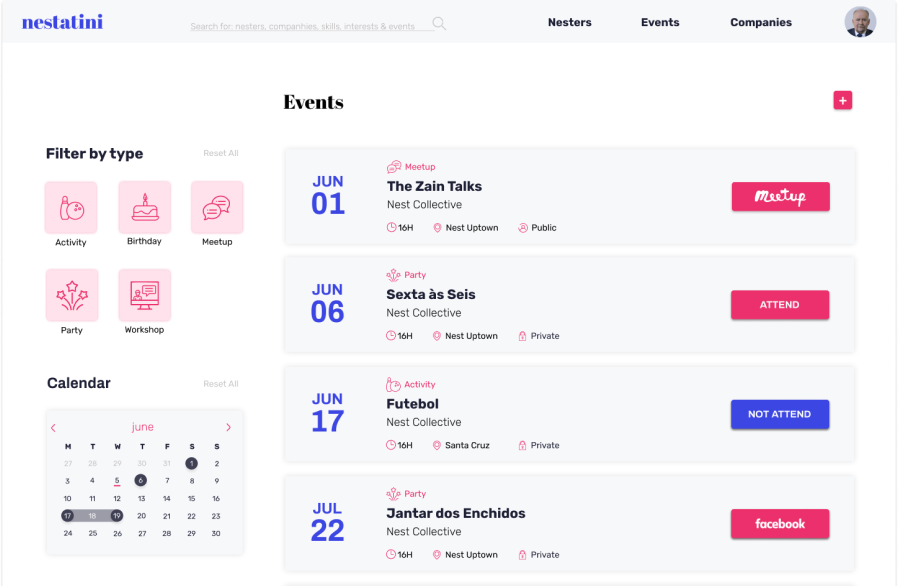 nestatini
Search for: nesters, companhies, skills, interests & events
Nesters
Events
Companies
Events
+
Filter by type
Reset All
Activity
Birthday
Meetup
Party
Workshop
Calendar
Reset All
june
M T W T F S S
27 28 29 30 31 1 2
3 4 5 6 7 8 9
10 11 12 13 14 15 16
17 18 19 20 21 22 23
24 25 26 27 28 29 30
JUN
01
Meetup
The Zain Talks
Nest Collective
16H Nest Uptown Public
Meetup
JUN
06
Party
Sexta às Seis
Nest Collective
16H Nest Uptown Private
ATTEND
JUN
17
Activity
Futebol
Nest Collective
16H Santa Cruz Private
NOT ATTEND
JUL
22
Party
Jantar dos Enchidos
Nest Collective
16H Nest Uptown Private
facebook